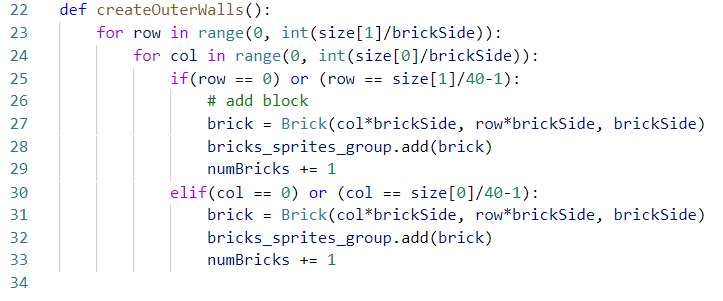 22 def createOuterWalls():
23     for row in range(0, int(size[1]/brickSide)):
24         for col in range(0, int(size[0]/brickSide)):
25             if(row == 0) or (row == size[1]/40-1):
26                 # add block
27                 brick = Brick(col*brickSide, row*brickSide, brickSide)
28                 bricks_sprites_group.add(brick)
29                 numBricks += 1
30             elif(col == 0) or (col == size[0]/40-1):
31                 brick = Brick(col*brickSide, row*brickSide, brickSide)
32                 bricks_sprites_group.add(brick)
33                 numBricks += 1
34